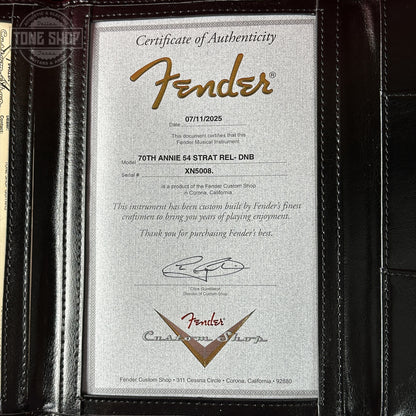 TONE SHOP
Certificate of Authenticity
Fender®
Date 07/11/2025
This document certifies that this
Fender Musical Instrument
Model 70TH ANNIE 54 STRAT REL- DNB
Serial # XN5008.
is a product of the Fender Custom Shop
in Corona, California.
This instrument has been custom built by Fender's finest
craftsmen to bring you years of playing enjoyment.
Thank you for purchasing Fender's best.
Director of Custom Shop
Fender
Custom Shop
Fender Custom Shop • 311 Cessna Circle • Corona, California • 92880